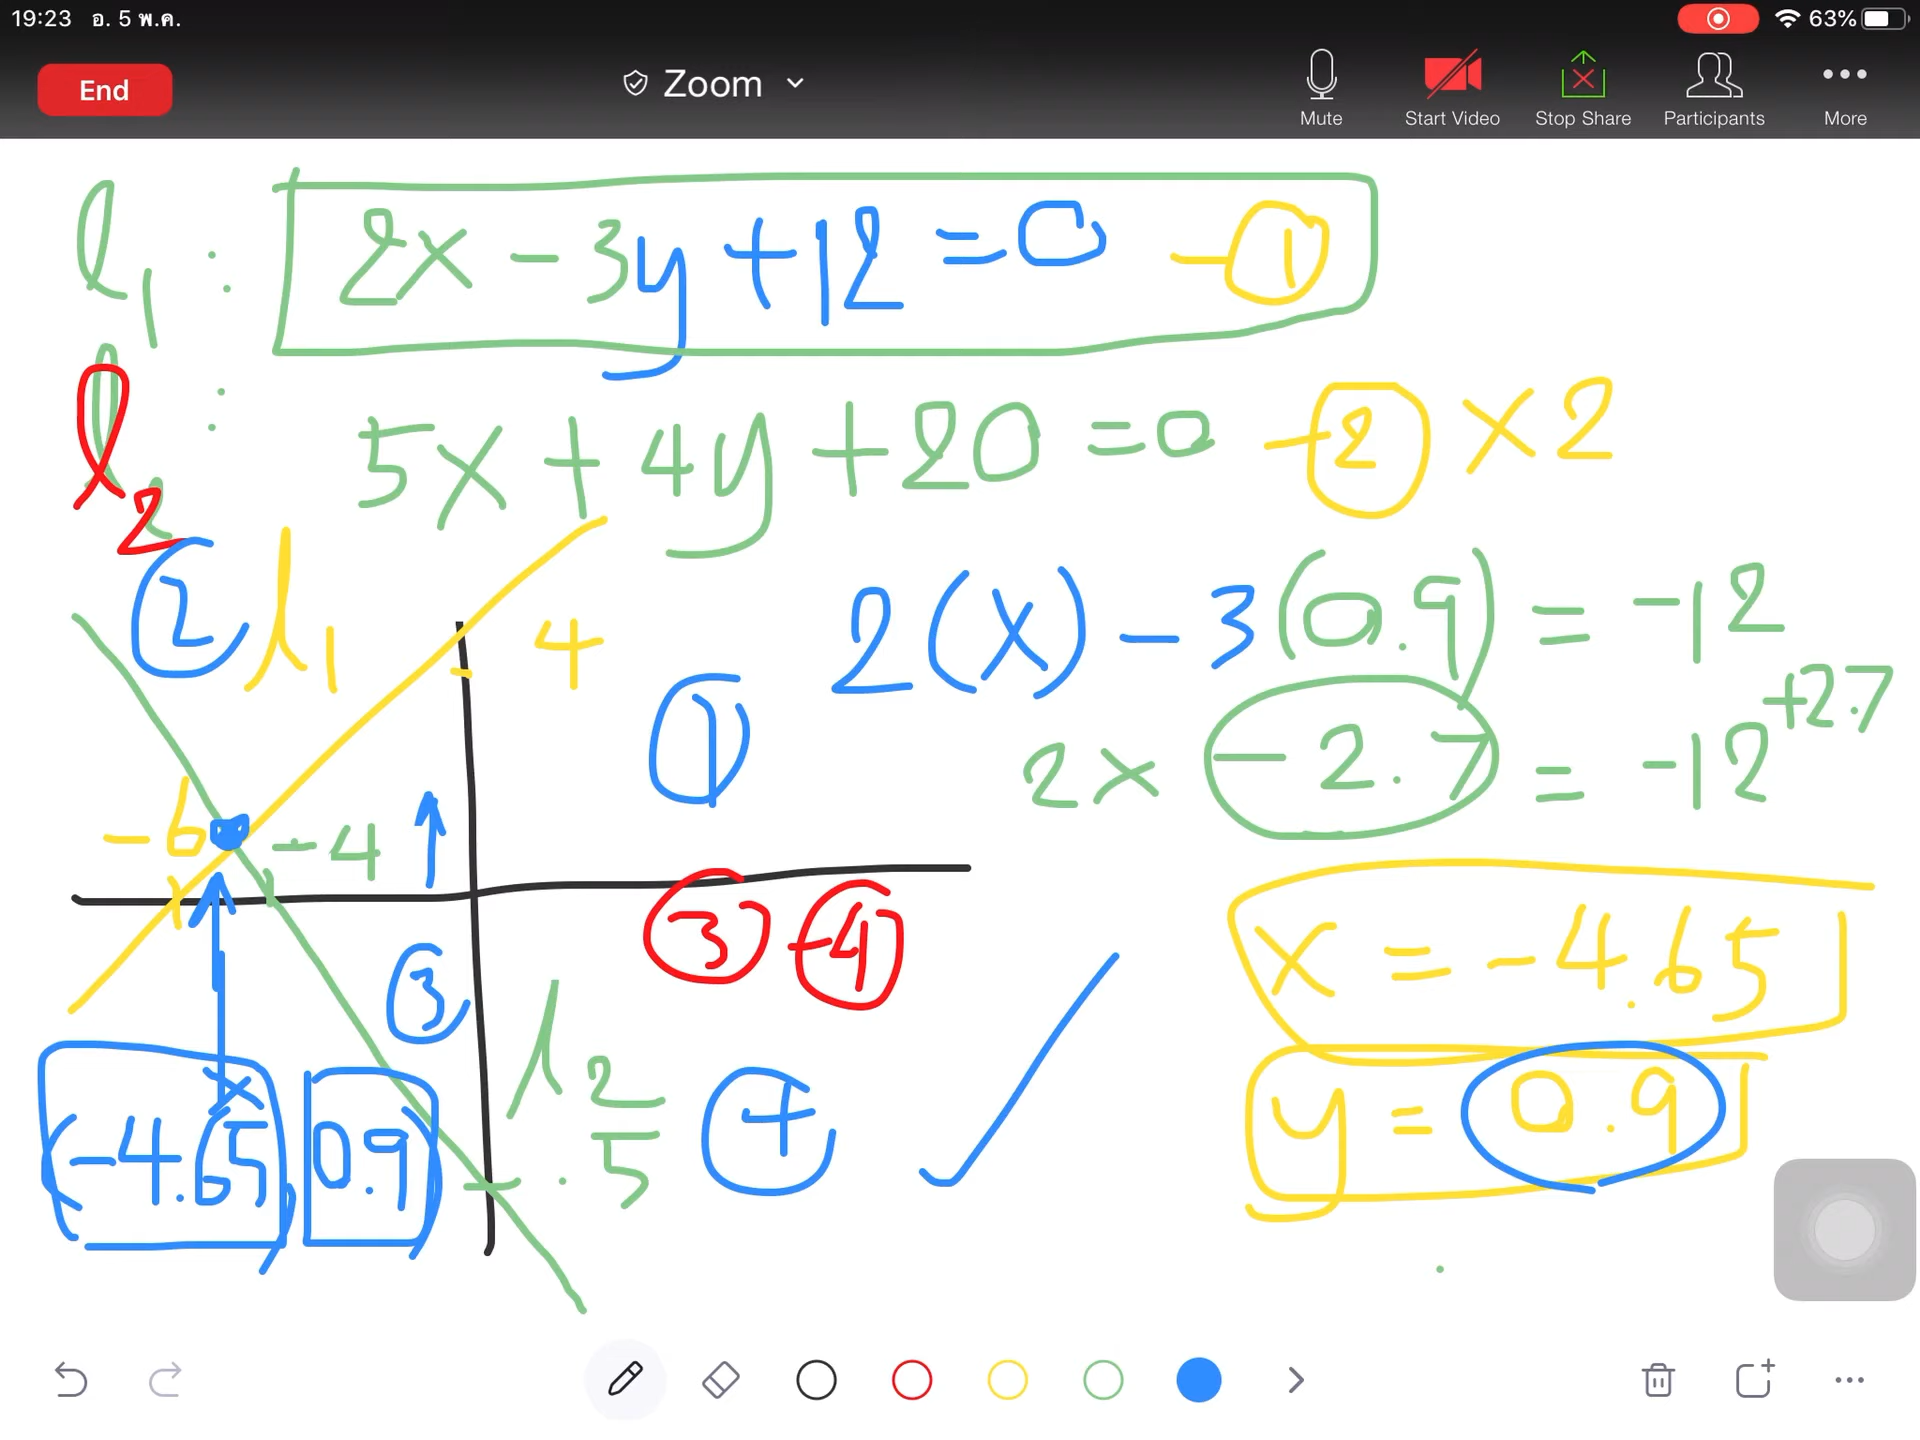 19:23 อ. 5 พ.ค. 63%
End Zoom Mute Start Video Stop Share Participants More
l₁ : 2x - 3y + 12 = 0 - ①
l₂ : 5x + 4y + 20 = 0 - ② × 2
② l₁ 4
2(x) - 3(0.9) = -12
① 2x - 2.7 = -12 + 2.7
-6 -4
③ -④
③ x = -4.65
l₂ ④ y = 0.9
x
(-4.65, 0.9) -5